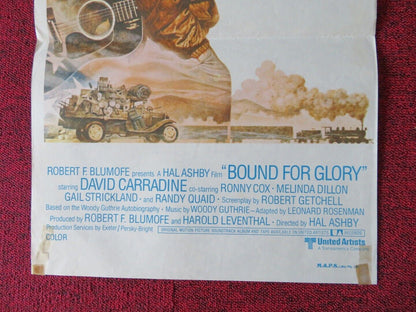 ROBERT F. BLUMOFE presents A HAL ASHBY Film "BOUND FOR GLORY"
starring DAVID CARRADINE co-starring RONNY COX • MELINDA DILLON
GAIL STRICKLAND and RANDY QUAID • Screenplay by ROBERT GETCHELL
Based on the Woody Guthrie Autobiography • Music by WOODY GUTHRIE • Adapted by LEONARD ROSENMAN
Produced by ROBERT F. BLUMOFE and HAROLD LEVENTHAL • Directed by HAL ASHBY
Production Services by Exeter/Persky-Bright
ORIGINAL MOTION PICTURE SOUNDTRACK ALBUM AND TAPE AVAILABLE ON UNITED ARTISTS RECORDS
COLOR
United Artists
A Transamerica Company
M.A.P.S.